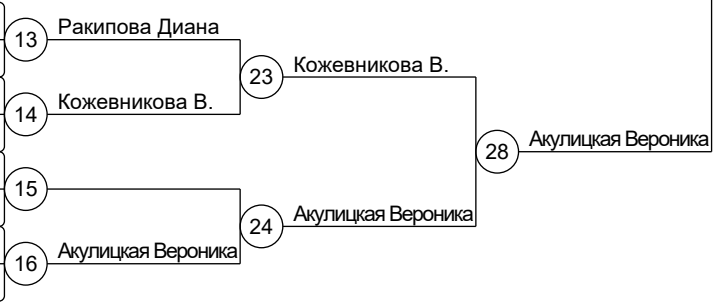 13 Ракипова Диана
23 Кожевникова В.
14 Кожевникова В.
28 Акулицкая Вероника
15
24 Акулицкая Вероника
16 Акулицкая Вероника